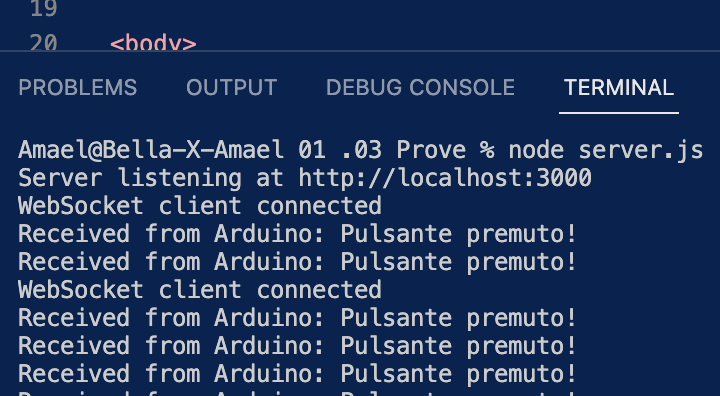 19
20 <body>
PROBLEMS OUTPUT DEBUG CONSOLE TERMINAL
Amael@Bella-X-Amael 01 .03 Prove % node server.js
Server listening at http://localhost:3000
WebSocket client connected
Received from Arduino: Pulsante premuto!
Received from Arduino: Pulsante premuto!
WebSocket client connected
Received from Arduino: Pulsante premuto!
Received from Arduino: Pulsante premuto!
Received from Arduino: Pulsante premuto!